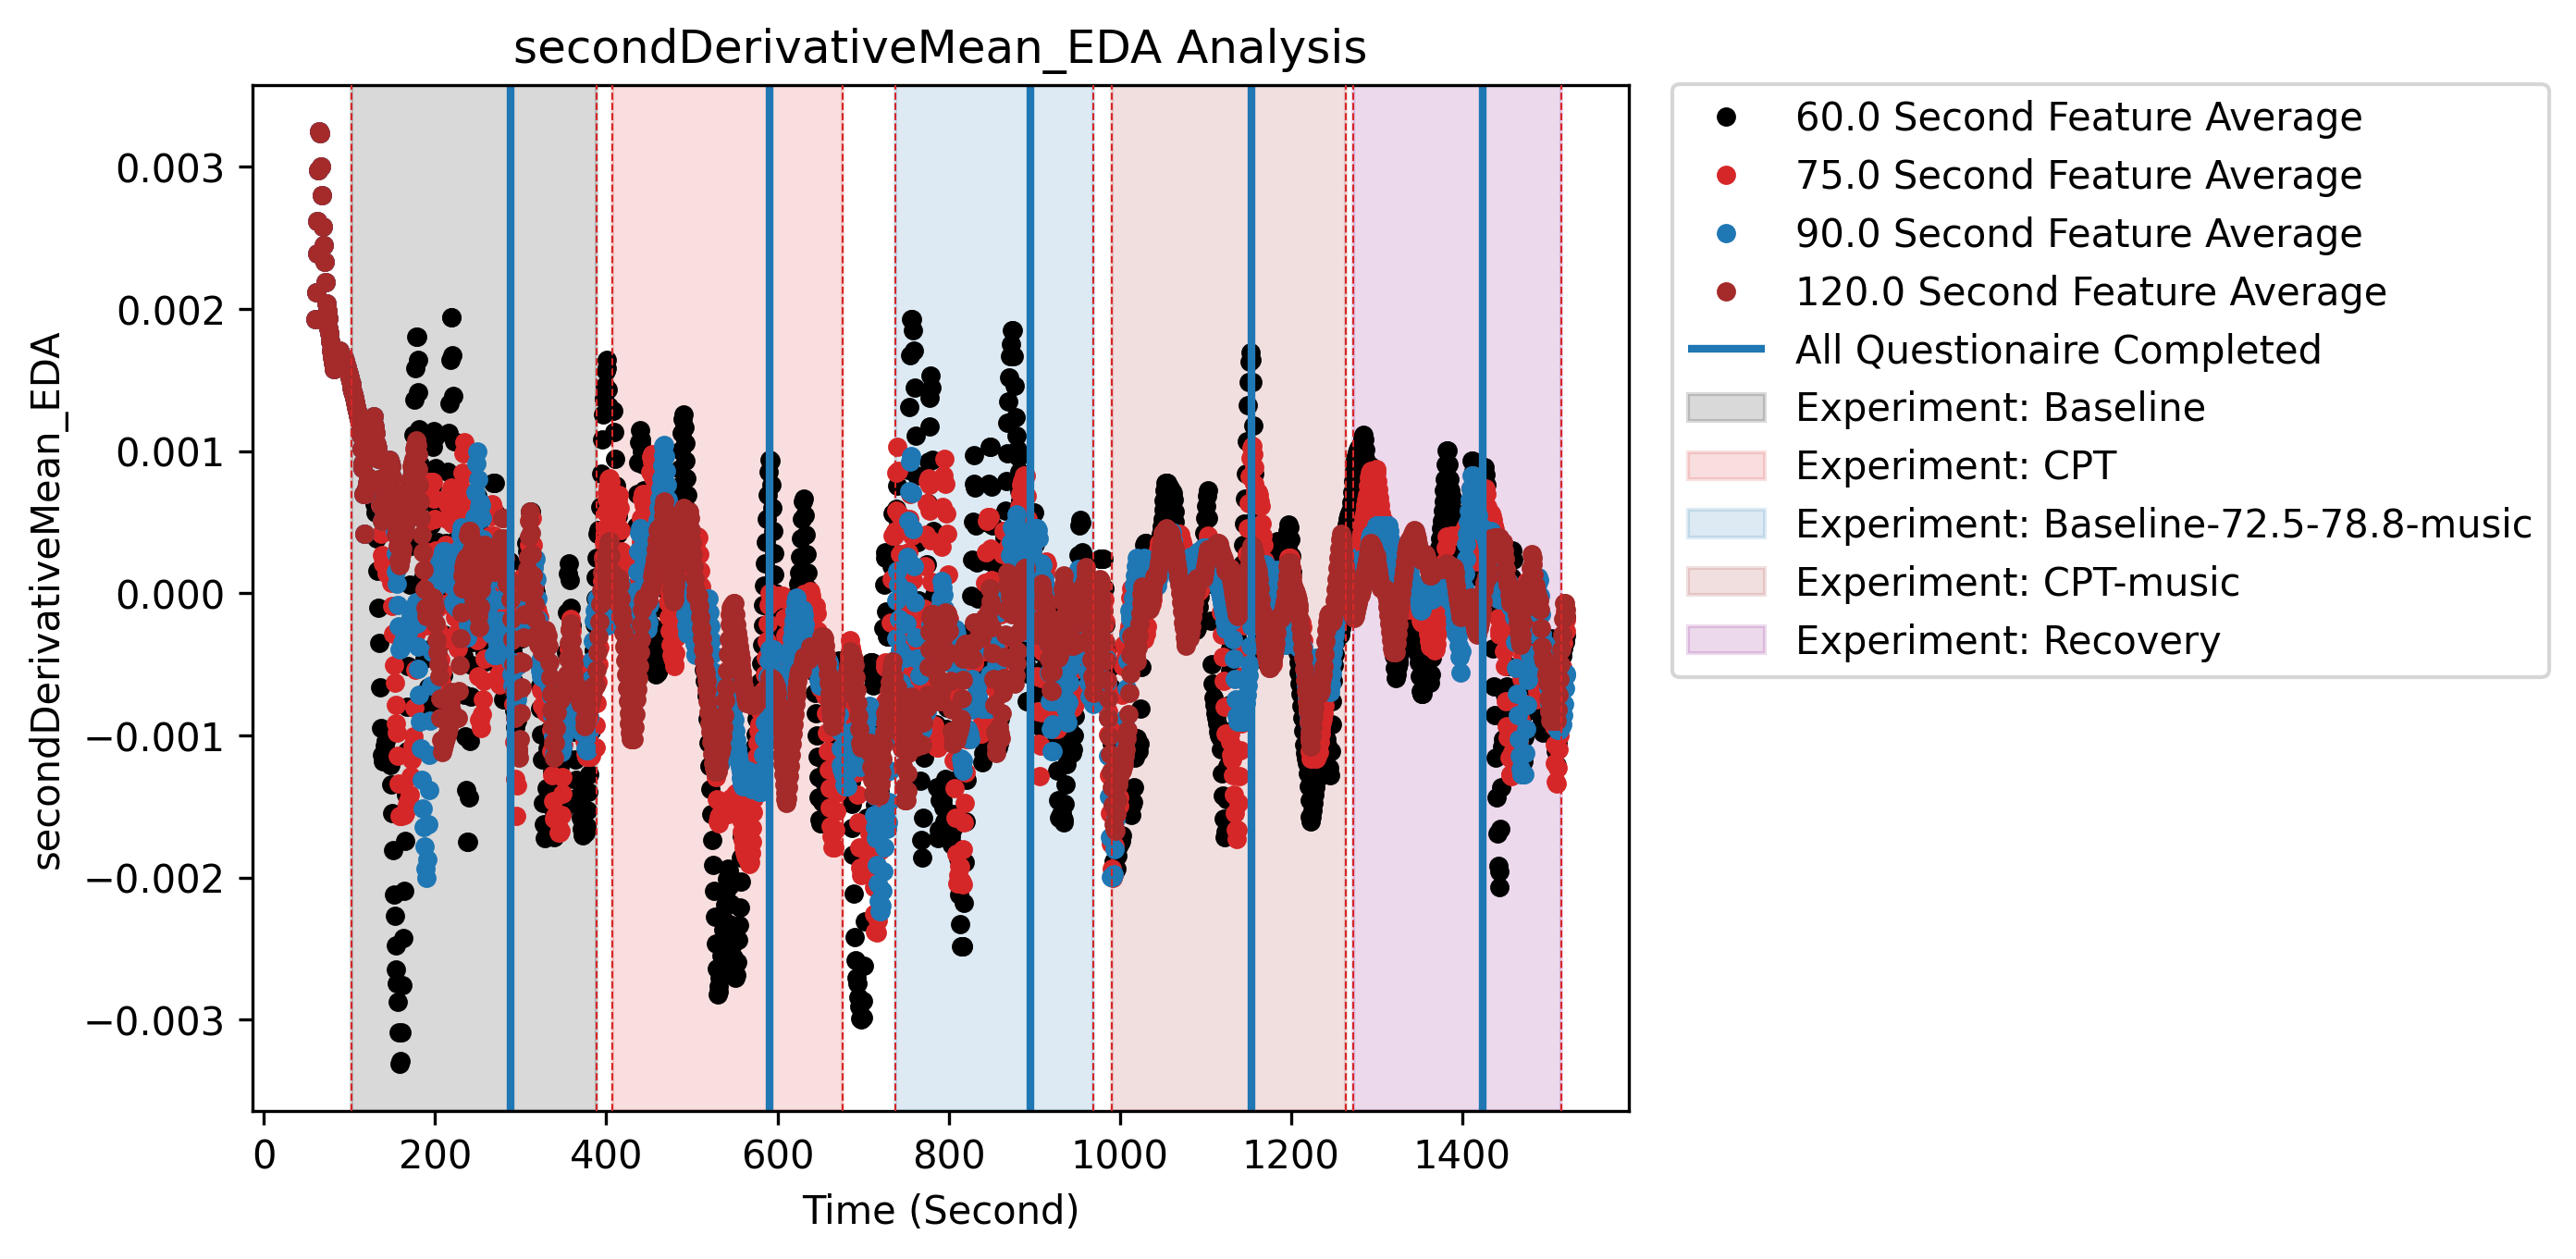 secondDerivativeMean_EDA Analysis
secondDerivativeMean_EDA
0.003
0.002
0.001
0.000
−0.001
−0.002
−0.003
0 200 400 600 800 1000 1200 1400
Time (Second)
60.0 Second Feature Average
75.0 Second Feature Average
90.0 Second Feature Average
120.0 Second Feature Average
All Questionaire Completed
Experiment: Baseline
Experiment: CPT
Experiment: Baseline-72.5-78.8-music
Experiment: CPT-music
Experiment: Recovery